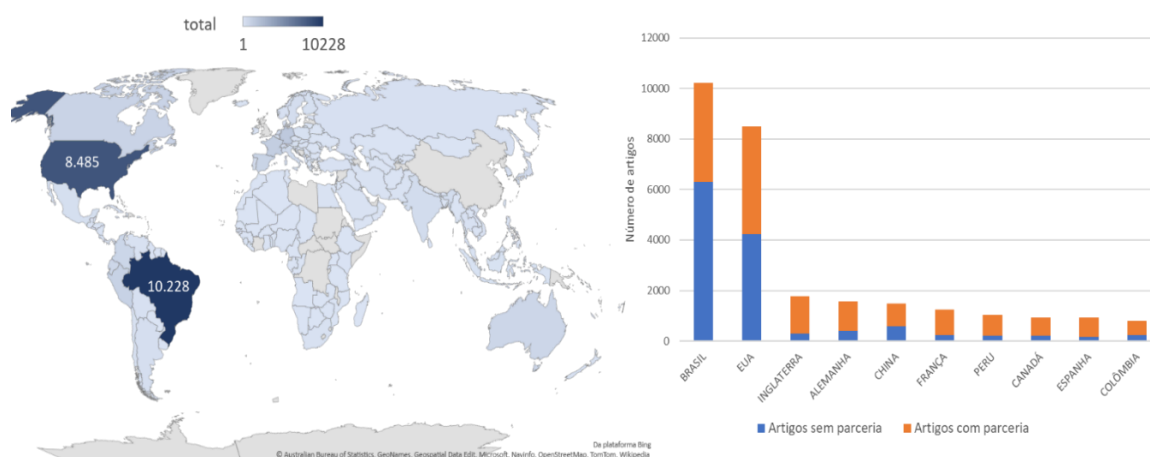 total
1 10228
8.485
10.228
Da plataforma Bing
© Australian Bureau of Statistics, GeoNames, Geospatial Data Edit, Microsoft, Navinfo, OpenStreetMap, TomTom, Wikipedia
Número de artigos
12000
10000
8000
6000
4000
2000
0
BRASIL
EUA
INGLATERRA
ALEMANHA
CHINA
FRANÇA
PERU
CANADÁ
ESPANHA
COLÔMBIA
Artigos sem parceria Artigos com parceria